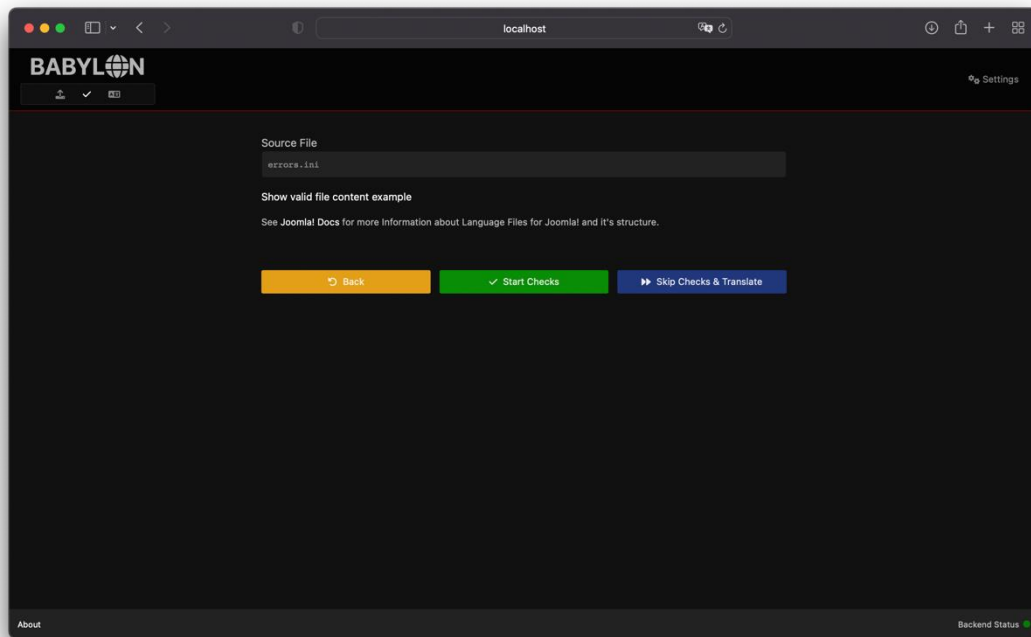 localhost
BABYLON
Settings
Source File
errors.ini
Show valid file content example
See Joomla! Docs for more Information about Language Files for Joomla! and it's structure.
Back
Start Checks
Skip Checks & Translate
About
Backend Status